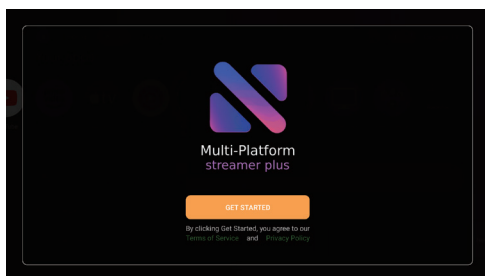 Multi-Platform
streamer plus
GET STARTED
By clicking Get Started, you agree to our
Terms of Service and Privacy Policy